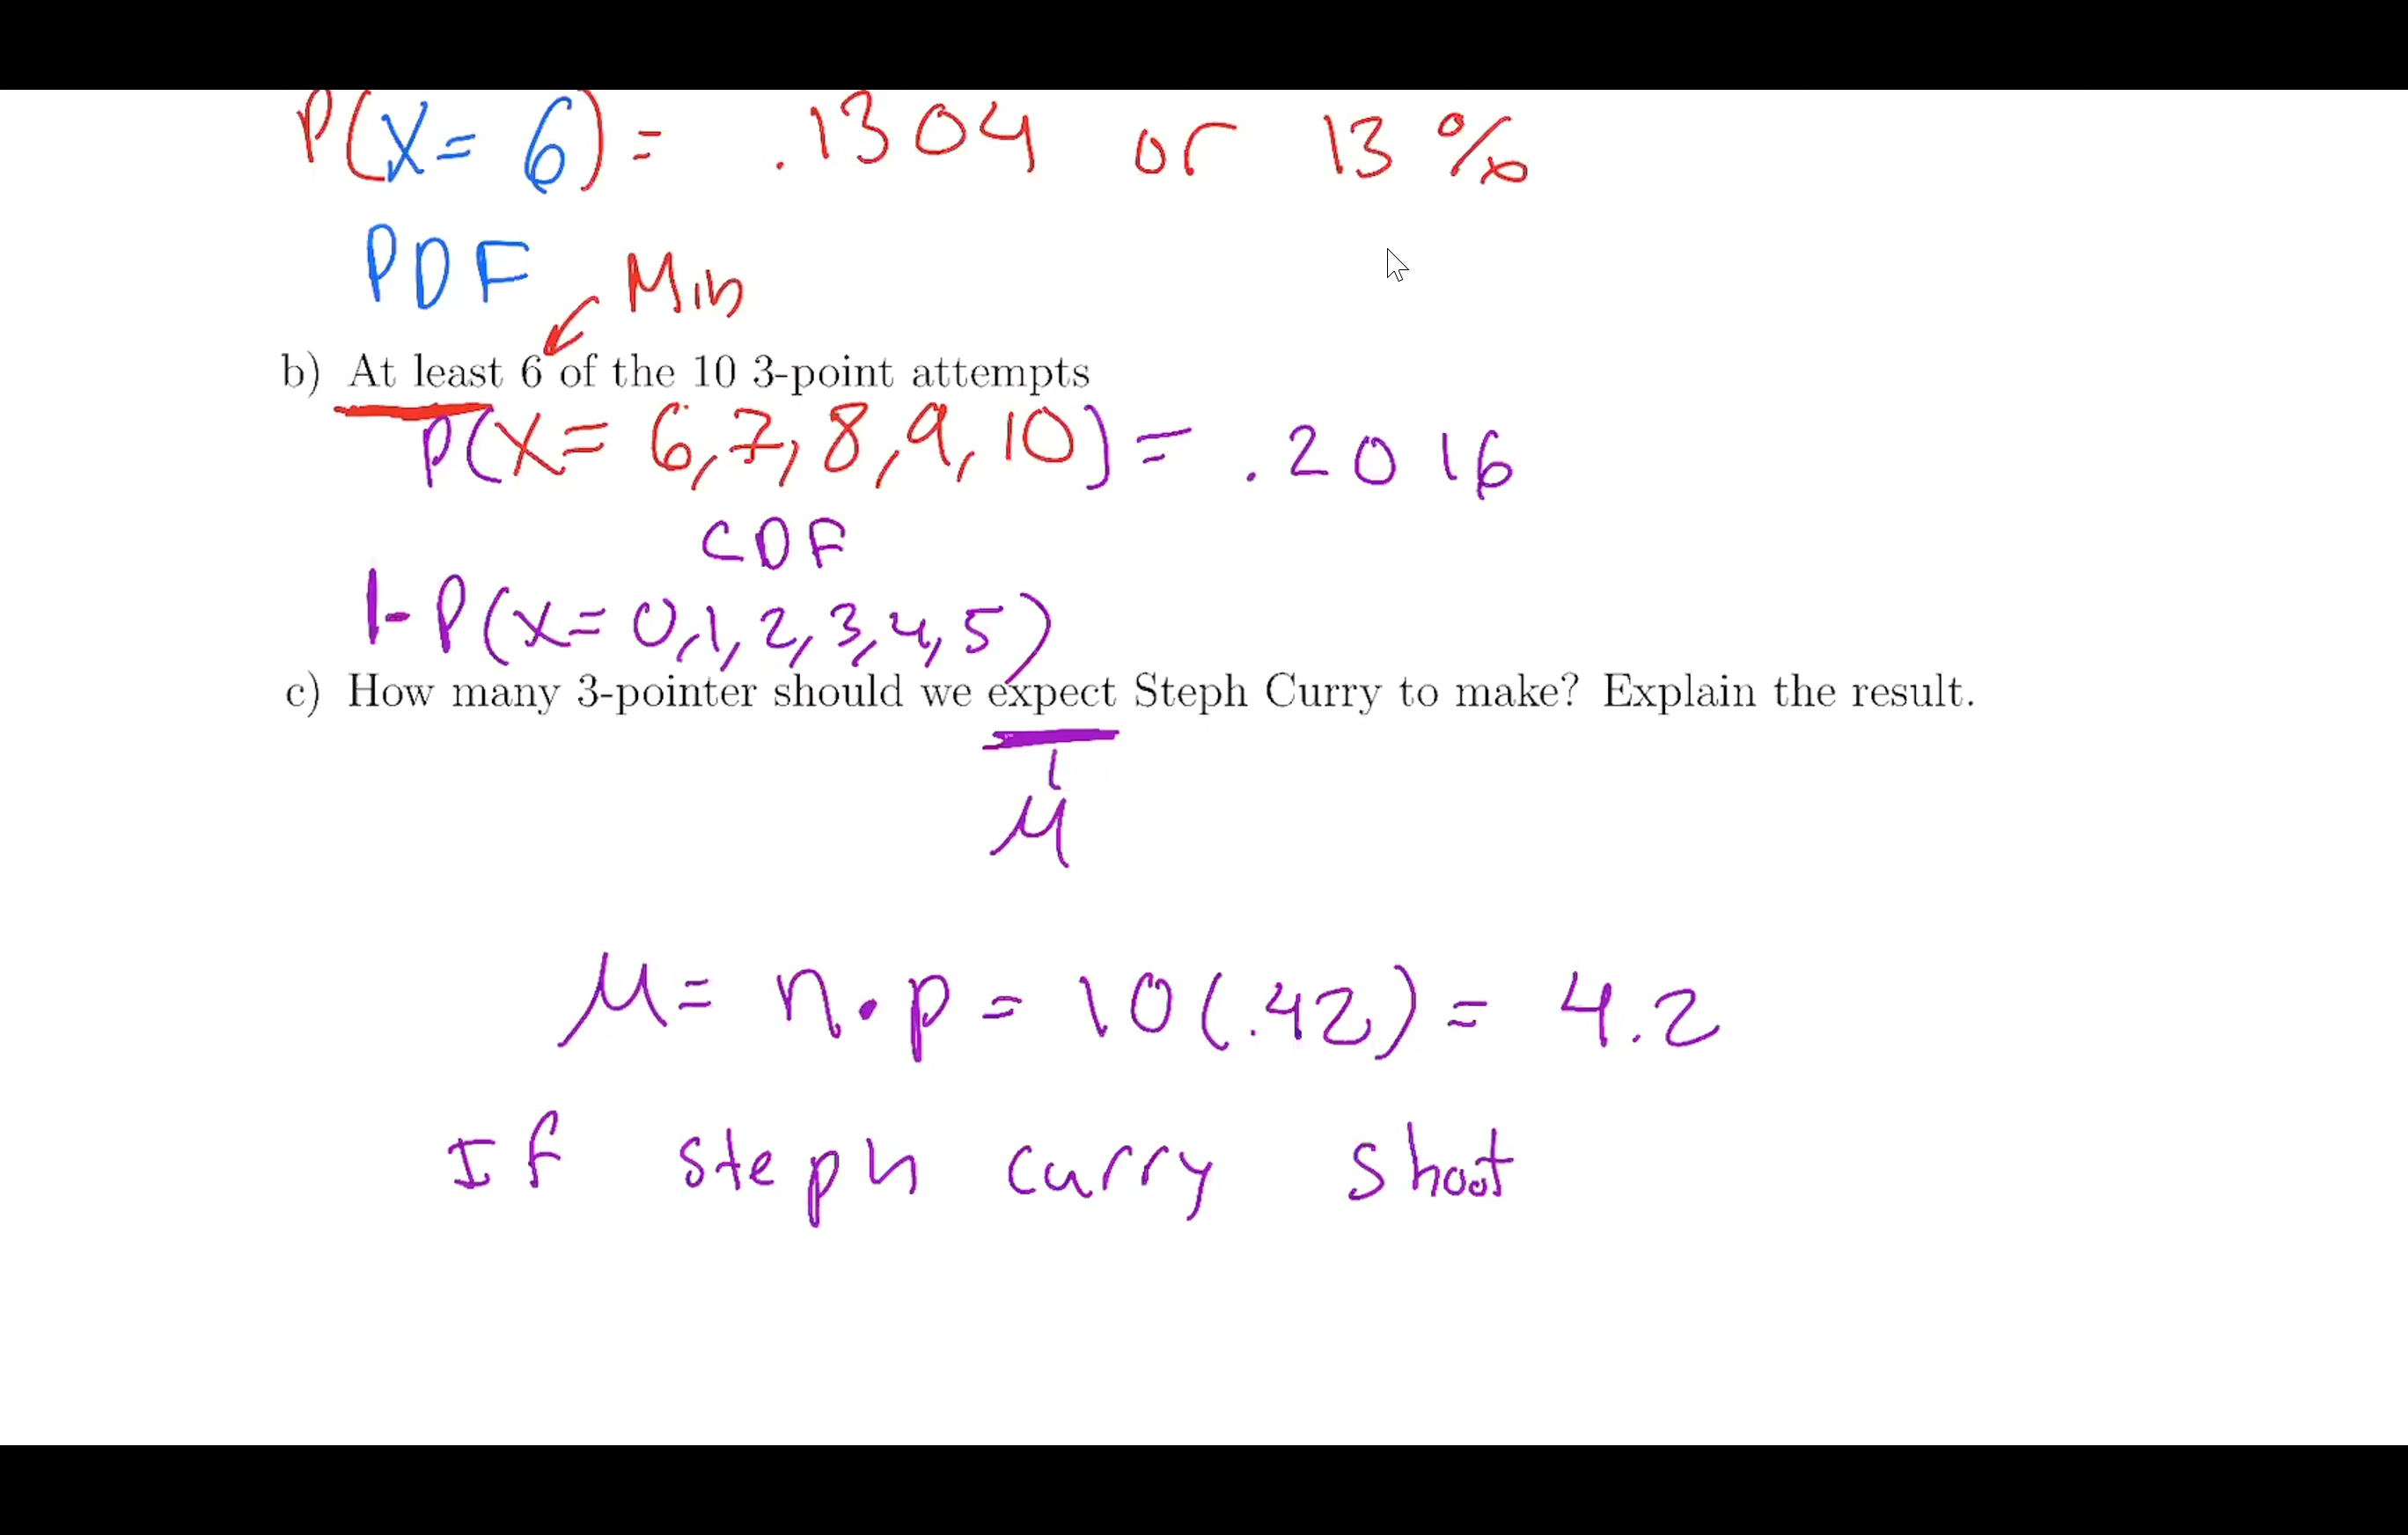 P(X= 6) = .1304 or 13%
PDF Min
b) At least 6 of the 10 3-point attempts
P(X= 6,7,8,9,10) = .2016
CDF
1-P(x=0,1,2,3,4,5)
c) How many 3-pointer should we expect Steph Curry to make? Explain the result.
μ
μ= n·p = 10(.42) = 4.2
If steph curry shoot